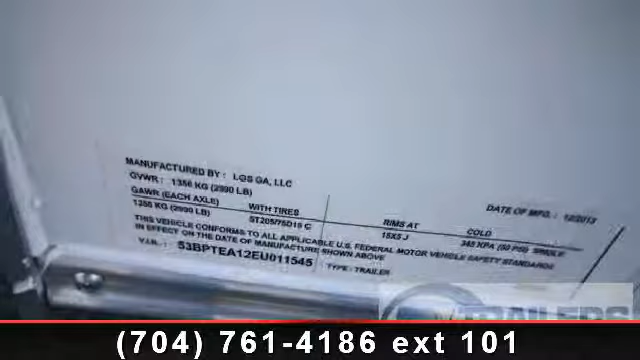 MANUFACTURED BY: LGS GA, LLC
GVWR: 1356 KG (2990 LB)
DATE OF MFG.: 12/2013
GAWR (EACH AXLE) WITH TIRES RIMS AT COLD
1356 KG (2990 LB) ST205/75D15 C 15X5 J 345 KPA (50 PSI) SINGLE
THIS VEHICLE CONFORMS TO ALL APPLICABLE U.S. FEDERAL MOTOR VEHICLE SAFETY STANDARDS
IN EFFECT ON THE DATE OF MANUFACTURE SHOWN ABOVE
V.I.N.: 53BPTEA12EU011545 TYPE: TRAILER
TRAILERS
(704) 761-4186 ext 101